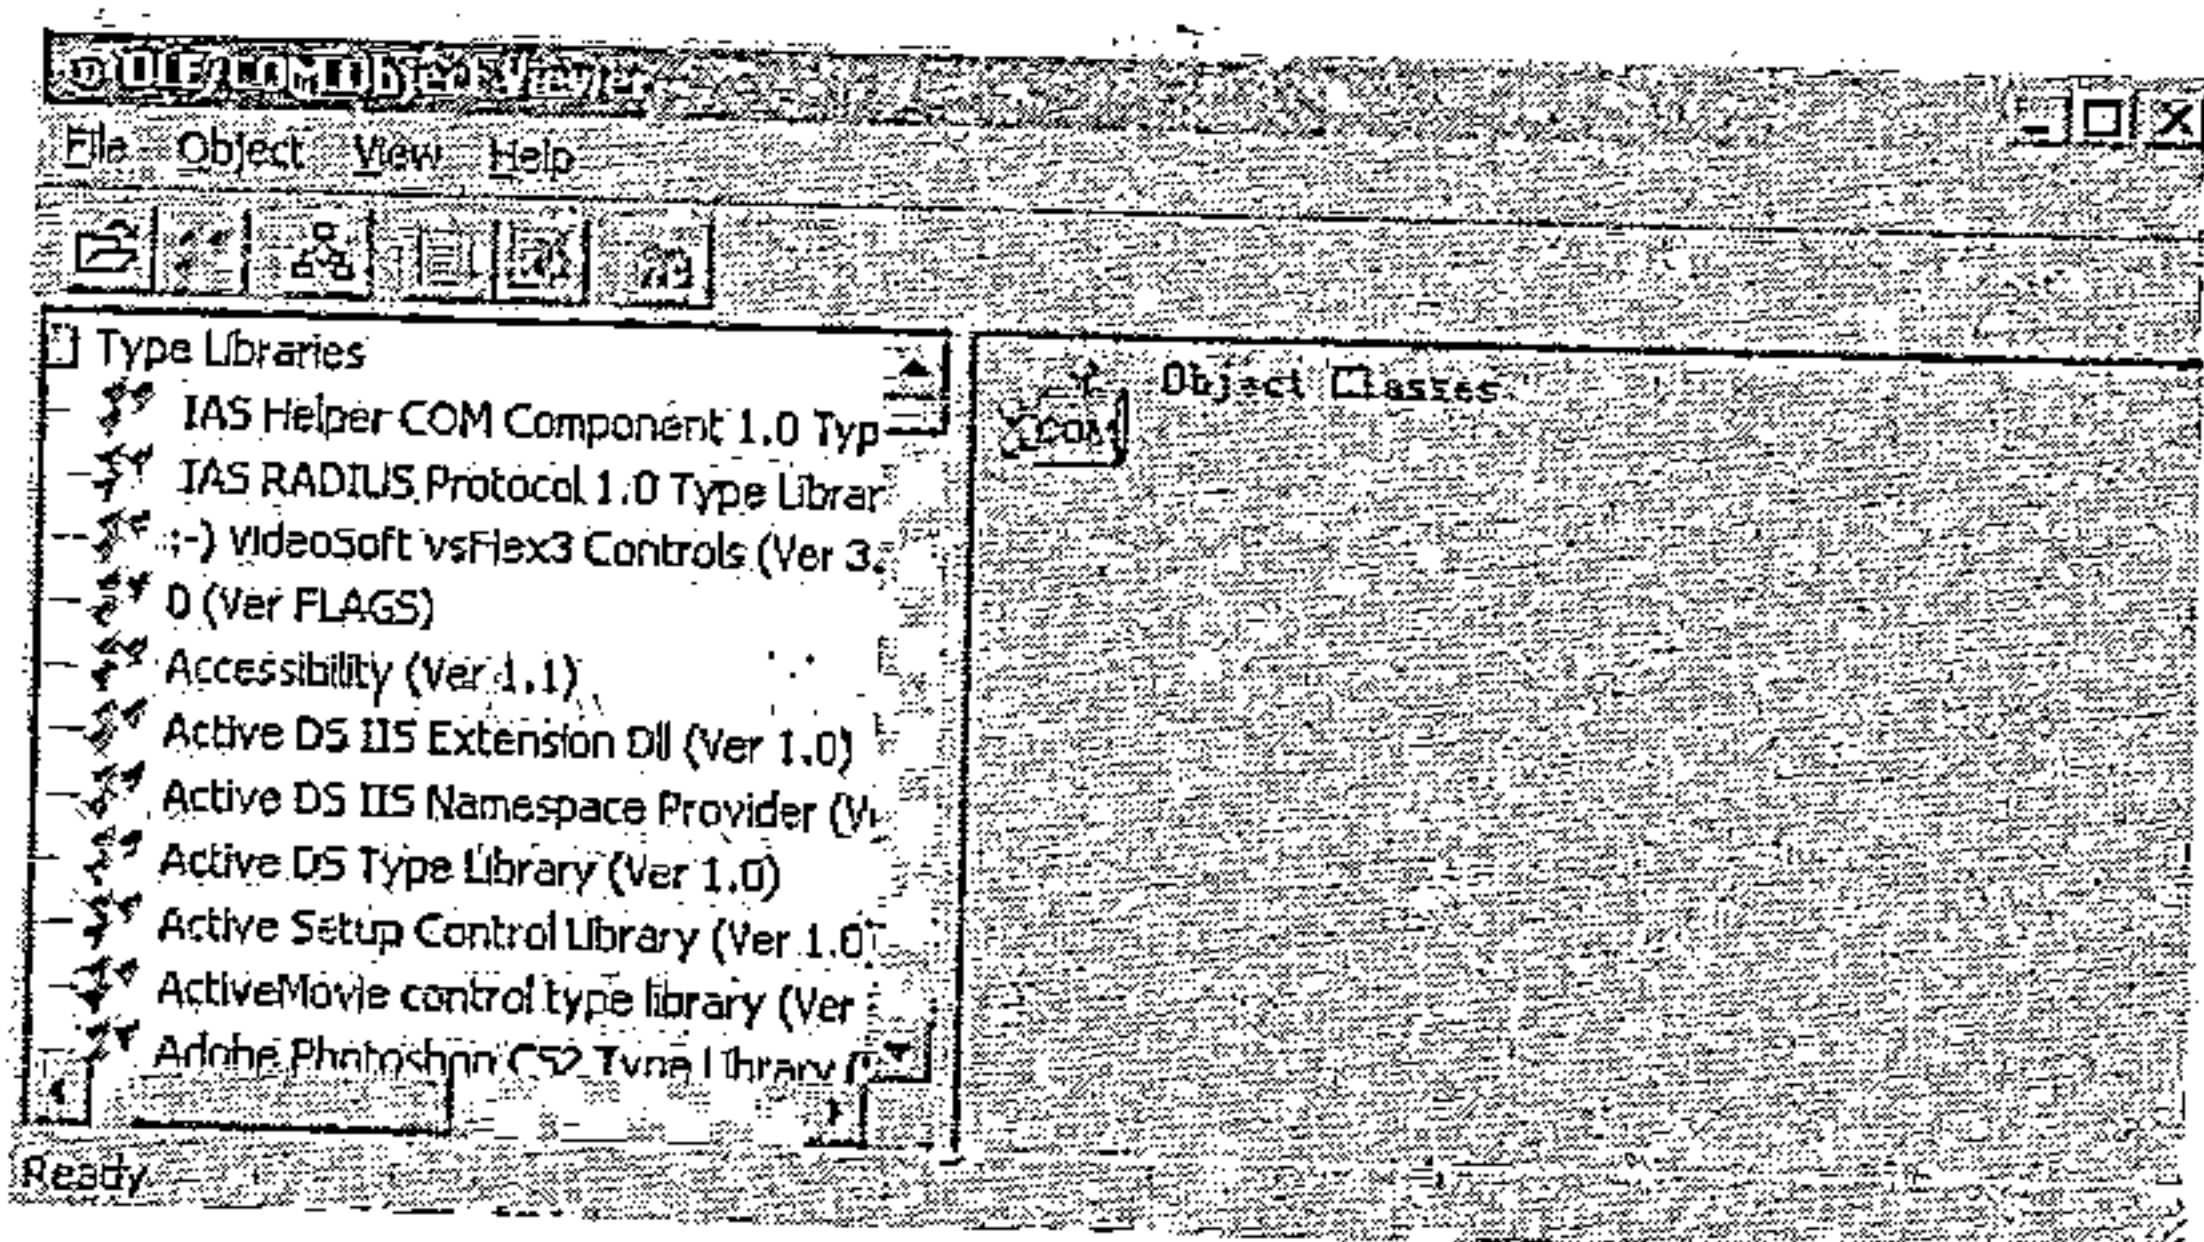 OLE/COM Object Viewer
File Object View Help
Type Libraries
IAS Helper COM Component 1.0 Typ
IAS RADIUS Protocol 1.0 Type Librar
:-) VideoSoft vsFlex3 Controls (Ver 3.
0 (Ver FLAGS)
Accessibility (Ver 1.1)
Active DS IIS Extension Dll (Ver 1.0)
Active DS IIS Namespace Provider (V
Active DS Type Library (Ver 1.0)
Active Setup Control Library (Ver 1.0
ActiveMovie control type library (Ver
Adobe Photoshop CS2 Type Library (
Object Classes
COM
Ready